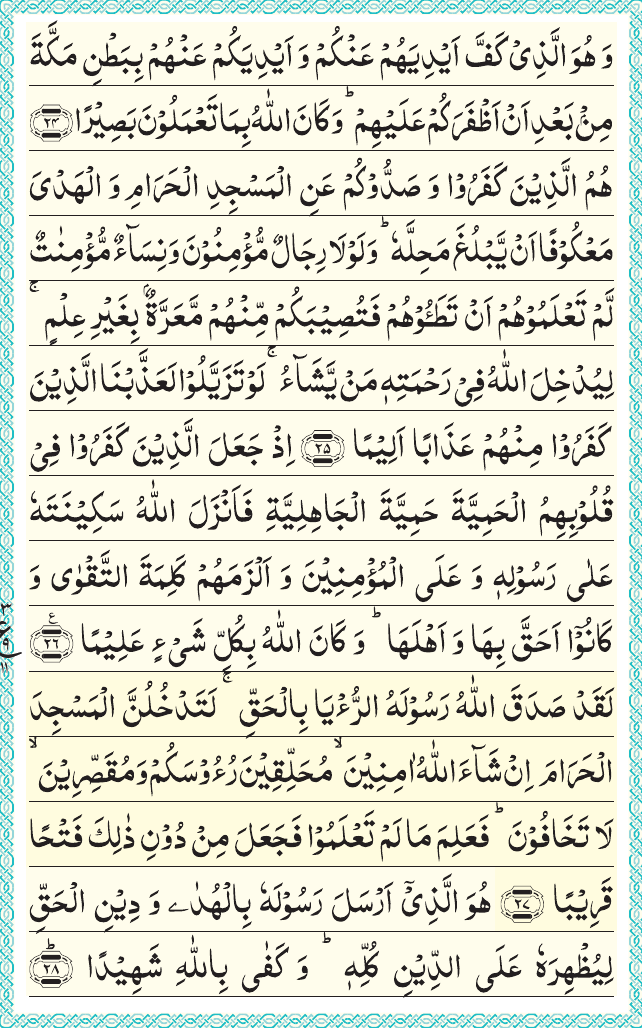 وَ هُوَ الَّذِیْ كَفَّ اَیْدِیَهُمْ عَنْكُمْ وَ اَیْدِیَكُمْ عَنْهُمْ بِبَطْنِ مَكَّةَ
مِنْۢ بَعْدِ اَنْ اَظْفَرَكُمْ عَلَیْهِمْ ؕ وَ كَانَ اللّٰهُ بِمَا تَعْمَلُوْنَ بَصِیْرًا ۲۴
هُمُ الَّذِیْنَ كَفَرُوْا وَ صَدُّوْكُمْ عَنِ الْمَسْجِدِ الْحَرَامِ وَ الْهَدْیَ
مَعْكُوْفًا اَنْ یَّبْلُغَ مَحِلَّهٗ ؕ وَ لَوْ لَا رِجَالٌ مُّؤْمِنُوْنَ وَ نِسَآءٌ مُّؤْمِنٰتٌ
لَّمْ تَعْلَمُوْهُمْ اَنْ تَطَـُٔوْهُمْ فَتُصِیْبَكُمْ مِّنْهُمْ مَّعَرَّةٌۢ بِغَیْرِ عِلْمٍ ۚ
لِیُدْخِلَ اللّٰهُ فِیْ رَحْمَتِهٖ مَنْ یَّشَآءُ ۚ لَوْ تَزَیَّلُوْا لَعَذَّبْنَا الَّذِیْنَ
كَفَرُوْا مِنْهُمْ عَذَابًا اَلِیْمًا ۲۵ اِذْ جَعَلَ الَّذِیْنَ كَفَرُوْا فِیْ
قُلُوْبِهِمُ الْحَمِیَّةَ حَمِیَّةَ الْجَاهِلِیَّةِ فَاَنْزَلَ اللّٰهُ سَكِیْنَتَهٗ
عَلٰی رَسُوْلِهٖ وَ عَلَی الْمُؤْمِنِیْنَ وَ اَلْزَمَهُمْ كَلِمَةَ التَّقْوٰی وَ
كَانُوْۤا اَحَقَّ بِهَا وَ اَهْلَهَا ؕ وَ كَانَ اللّٰهُ بِكُلِّ شَیْءٍ عَلِیْمًا ۲۶ ع
لَقَدْ صَدَقَ اللّٰهُ رَسُوْلَهُ الرُّءْیَا بِالْحَقِّ ۚ لَتَدْخُلُنَّ الْمَسْجِدَ
الْحَرَامَ اِنْ شَآءَ اللّٰهُ اٰمِنِیْنَ ۙ مُحَلِّقِیْنَ رُءُوْسَكُمْ وَ مُقَصِّرِیْنَ ۙ
لَا تَخَافُوْنَ ؕ فَعَلِمَ مَا لَمْ تَعْلَمُوْا فَجَعَلَ مِنْ دُوْنِ ذٰلِكَ فَتْحًا
قَرِیْبًا ۲۷ هُوَ الَّذِیْۤ اَرْسَلَ رَسُوْلَهٗ بِالْهُدٰی وَ دِیْنِ الْحَقِّ
لِیُظْهِرَهٗ عَلَی الدِّیْنِ كُلِّهٖ ؕ وَ كَفٰی بِاللّٰهِ شَهِیْدًا ؕ ۲۸